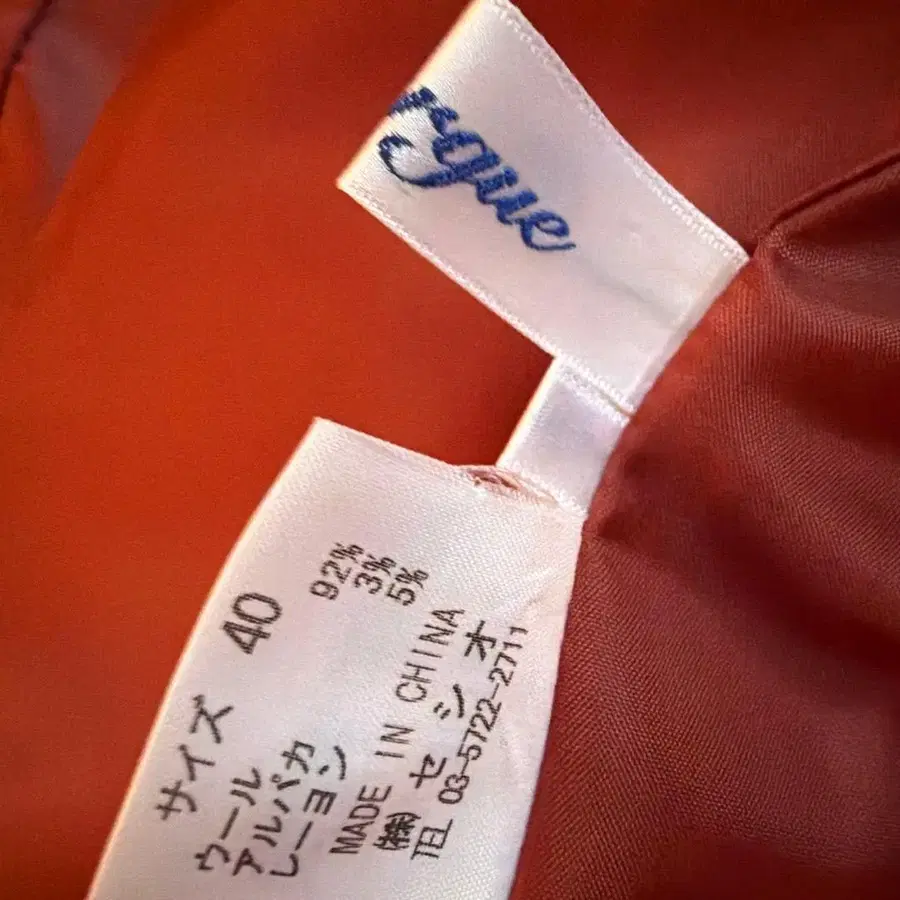 rgue
サイズ 40
ウール 92%
アルパカ 3%
レーヨン 5%
MADE IN CHINA
㈱ セシオ
TEL 03-5722-2711